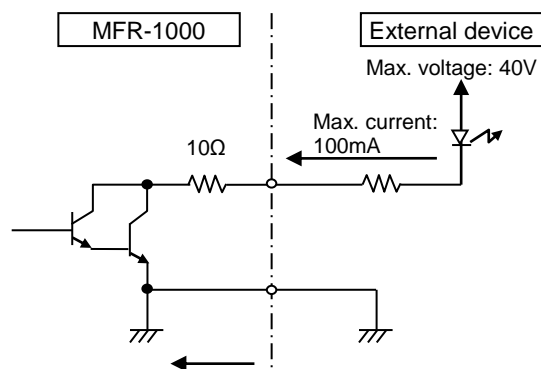 MFR-1000
External device
Max. voltage: 40V
Max. current:
100mA
10Ω